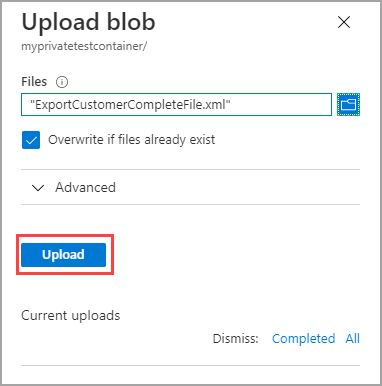 Upload blob
myprivatetestcontainer/
Files
"ExportCustomerCompleteFile.xml"
Overwrite if files already exist
Advanced
Upload
Current uploads
Dismiss: Completed All